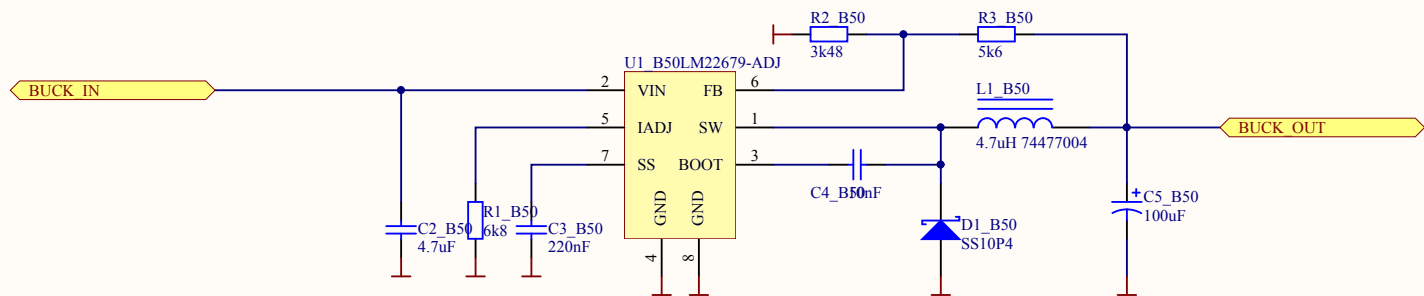 R2_B50
3k48
R3_B50
5k6
U1_B50LM22679-ADJ
BUCK_IN
2
VIN
FB
6
L1_B50
5
IADJ
SW
1
BUCK_OUT
4.7uH 74477004
7
SS
BOOT
3
C4_B50
10nF
GND
GND
4
8
C2_B50
4.7uF
R1_B50
6k8
C3_B50
220nF
D1_B50
SS10P4
+
C5_B50
100uF